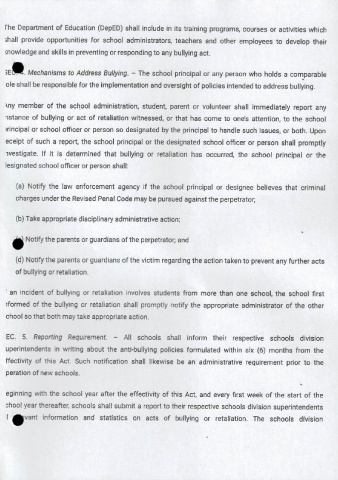 The Department of Education (DepED) shall include in its training programs, courses or activities which
shall provide opportunities for school administrators, teachers and other employees to develop their
knowledge and skills in preventing or responding to any bullying act.
SEC. 4. Mechanisms to Address Bullying. – The school principal or any person who holds a comparable
ole shall be responsible for the implementation and oversight of policies intended to address bullying.
Any member of the school administration, student, parent or volunteer shall immediately report any
nstance of bullying or act of retaliation witnessed, or that has come to one's attention, to the school
rincipal or school officer or person so designated by the principal to handle such issues, or both. Upon
eceipt of such a report, the school principal or the designated school officer or person shall promptly
nvestigate. If it is determined that bullying or retaliation has occurred, the school principal or the
designated school officer or person shall:
(a) Notify the law enforcement agency if the school principal or designee believes that criminal
charges under the Revised Penal Code may be pursued against the perpetrator;
(b) Take appropriate disciplinary administrative action;
Notify the parents or guardians of the perpetrator; and
(d) Notify the parents or guardians of the victim regarding the action taken to prevent any further acts
of bullying or retaliation.
an incident of bullying or retaliation involves students from more than one school, the school first
nformed of the bullying or retaliation shall promptly notify the appropriate administrator of the other
chool so that both may take appropriate action.
EC. 5. Reporting Requirement. – All schools shall inform their respective schools division
uperintendents in writing about the anti-bullying policies formulated within six (6) months from the
ffectivity of this Act. Such notification shall likewise be an administrative requirement prior to the
peration of new schools.
eginning with the school year after the effectivity of this Act, and every first week of the start of the
chool year thereafter, schools shall submit a report to their respective schools division superintendents
vant information and statistics on acts of bullying or retaliation. The schools division